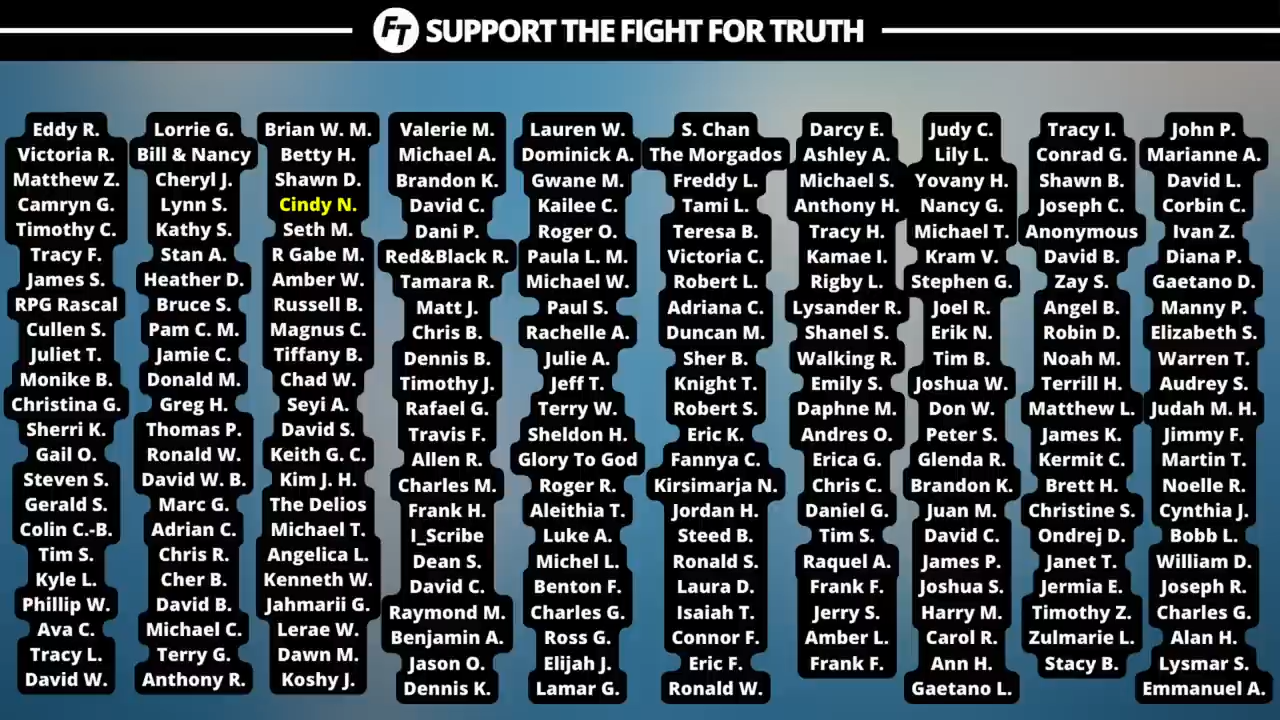 FT SUPPORT THE FIGHT FOR TRUTH
Eddy R.
Victoria R.
Matthew Z.
Camryn G.
Timothy C.
Tracy F.
James S.
RPG Rascal
Cullen S.
Juliet T.
Monike B.
Christina G.
Sherri K.
Gail O.
Steven S.
Gerald S.
Colin C.-B.
Tim S.
Kyle L.
Phillip W.
Ava C.
Tracy L.
David W.
Lorrie G.
Bill & Nancy
Cheryl J.
Lynn S.
Kathy S.
Stan A.
Heather D.
Bruce S.
Pam C. M.
Jamie C.
Donald M.
Greg H.
Thomas P.
Ronald W.
David W. B.
Marc G.
Adrian C.
Chris R.
Cher B.
David B.
Michael C.
Terry G.
Anthony R.
Brian W. M.
Betty H.
Shawn D.
Cindy N.
Seth M.
R Gabe M.
Amber W.
Russell B.
Magnus C.
Tiffany B.
Chad W.
Seyi A.
David S.
Keith G. C.
Kim J. H.
The Delios
Michael T.
Angelica L.
Kenneth W.
Jahmarii G.
Lerae W.
Dawn M.
Koshy J.
Valerie M.
Michael A.
Brandon K.
David C.
Dani P.
Red&Black R.
Tamara R.
Matt J.
Chris B.
Dennis B.
Timothy J.
Rafael G.
Travis F.
Allen R.
Charles M.
Frank H.
I_Scribe
Dean S.
David C.
Raymond M.
Benjamin A.
Jason O.
Dennis K.
Lauren W.
Dominick A.
Gwane M.
Kailee C.
Roger O.
Paula L. M.
Michael W.
Paul S.
Rachelle A.
Julie A.
Jeff T.
Terry W.
Sheldon H.
Glory To God
Roger R.
Aleithia T.
Luke A.
Michel L.
Benton F.
Charles G.
Ross G.
Elijah J.
Lamar G.
S. Chan
The Morgados
Freddy L.
Tami L.
Teresa B.
Victoria C.
Robert L.
Adriana C.
Duncan M.
Sher B.
Knight T.
Robert S.
Eric K.
Fannya C.
Kirsimarja N.
Jordan H.
Steed B.
Ronald S.
Laura D.
Isaiah T.
Connor F.
Eric F.
Ronald W.
Darcy E.
Ashley A.
Michael S.
Anthony H.
Tracy H.
Kamae I.
Rigby L.
Lysander R.
Shanel S.
Walking R.
Emily S.
Daphne M.
Andres O.
Erica G.
Chris C.
Daniel G.
Tim S.
Raquel A.
Frank F.
Jerry S.
Amber L.
Frank F.
Judy C.
Lily L.
Yovany H.
Nancy G.
Michael T.
Kram V.
Stephen G.
Joel R.
Erik N.
Tim B.
Joshua W.
Don W.
Peter S.
Glenda R.
Brandon K.
Juan M.
David C.
James P.
Joshua S.
Harry M.
Carol R.
Ann H.
Gaetano L.
Tracy I.
Conrad G.
Shawn B.
Joseph C.
Anonymous
David B.
Zay S.
Angel B.
Robin D.
Noah M.
Terrill H.
Matthew L.
James K.
Kermit C.
Brett H.
Christine S.
Ondrej D.
Janet T.
Jermia E.
Timothy Z.
Zulmarie L.
Stacy B.
John P.
Marianne A.
David L.
Corbin C.
Ivan Z.
Diana P.
Gaetano D.
Manny P.
Elizabeth S.
Warren T.
Audrey S.
Judah M. H.
Jimmy F.
Martin T.
Noelle R.
Cynthia J.
Bobb L.
William D.
Joseph R.
Charles G.
Alan H.
Lysmar S.
Emmanuel A.